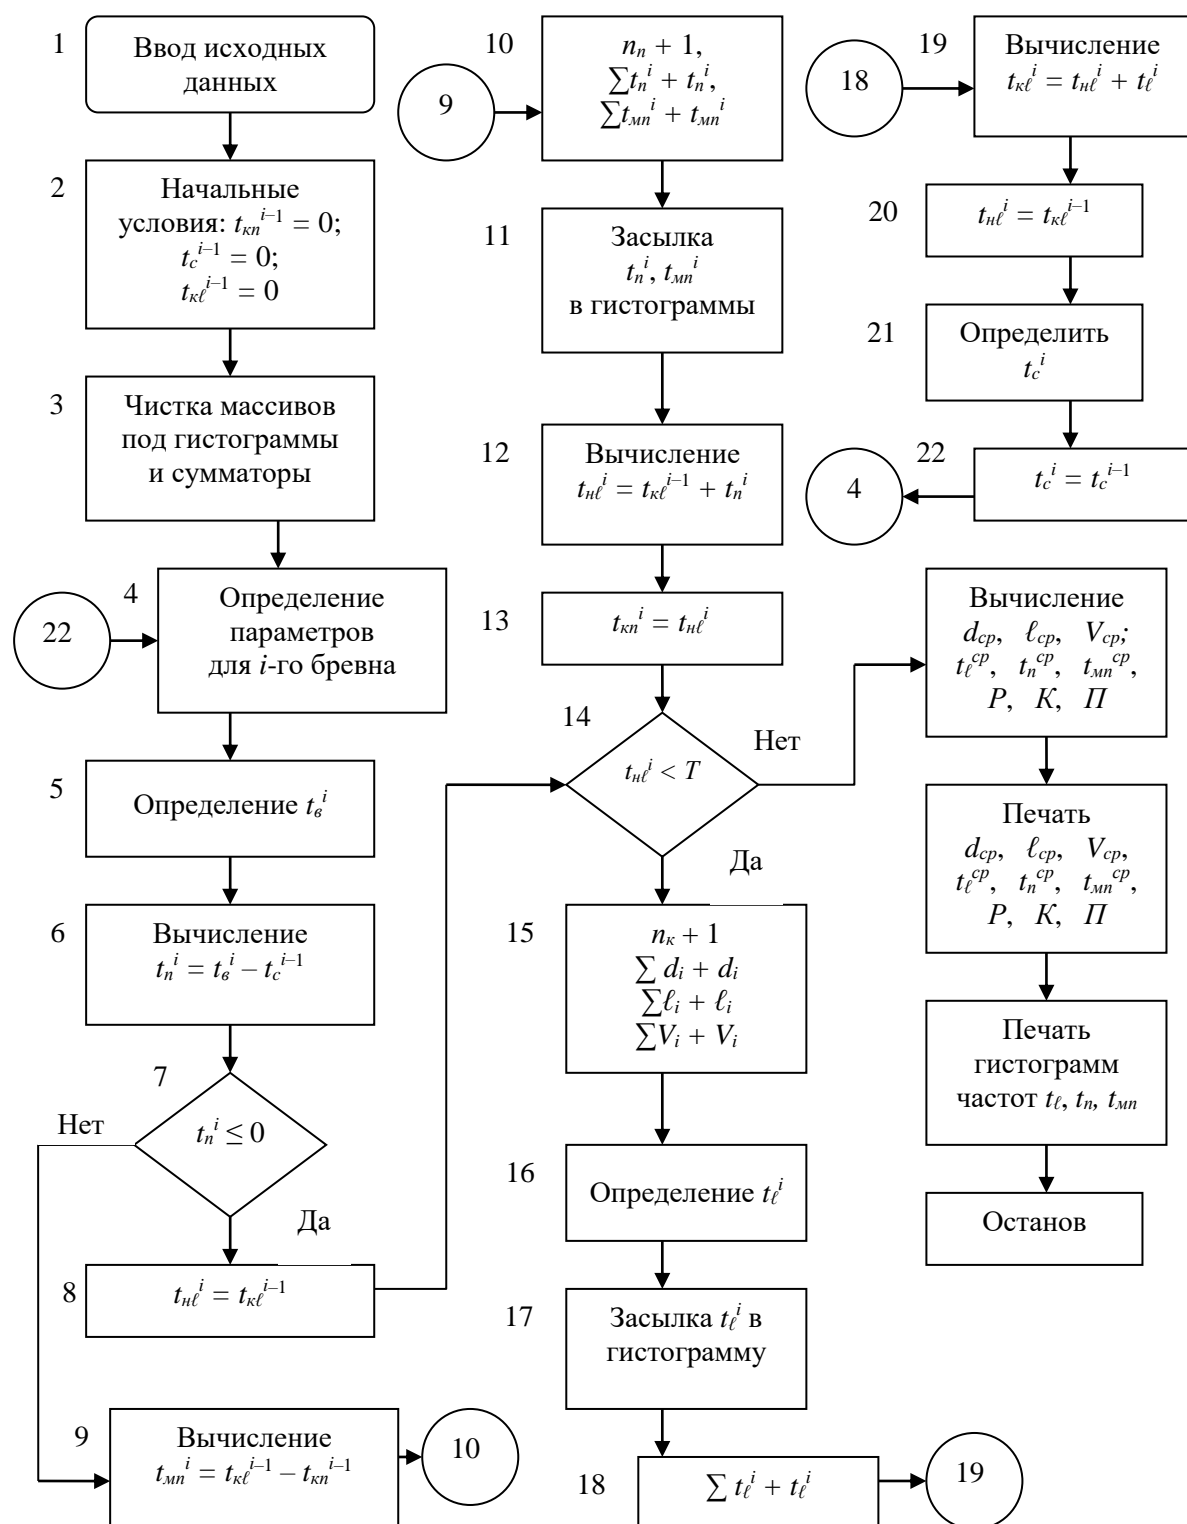 1
Ввод исходных
данных
2
Начальные
условия: tкп^i–1 = 0;
tс^i–1 = 0;
tкℓ^i–1 = 0
3
Чистка массивов
под гистограммы
и сумматоры
22
4
Определение
параметров
для i-го бревна
5
Определение tв^i
6
Вычисление
tп^i = tв^i – tс^i–1
7
Нет
tп^i ≤ 0
Да
8
tнℓ^i = tкℓ^i–1
9
Вычисление
tмп^i = tкℓ^i–1 – tкп^i–1
10
10
9
nп + 1,
∑tп^i + tп^i,
∑tмп^i + tмп^i
11
Засылка
tп^i, tмп^i
в гистограммы
12
Вычисление
tнℓ^i = tкℓ^i–1 + tп^i
13
tкп^i = tнℓ^i
14
tнℓ^i < T
Нет
Да
15
nк + 1
∑ di + di
∑ℓi + ℓi
∑Vi + Vi
16
Определение tℓ^i
17
Засылка tℓ^i в
гистограмму
18
∑ tℓ^i + tℓ^i
19
19
18
Вычисление
tкℓ^i = tнℓ^i + tℓ^i
20
tнℓ^i = tкℓ^i–1
21
Определить
tс^i
22
4
tс^i = tс^i–1
Вычисление
dср, ℓср, Vср;
tℓ^ср, tп^ср, tмп^ср,
Р, К, П
Печать
dср, ℓср, Vср,
tℓ^ср, tп^ср, tмп^ср,
Р, К, П
Печать
гистограмм
частот tℓ, tп, tмп
Останов